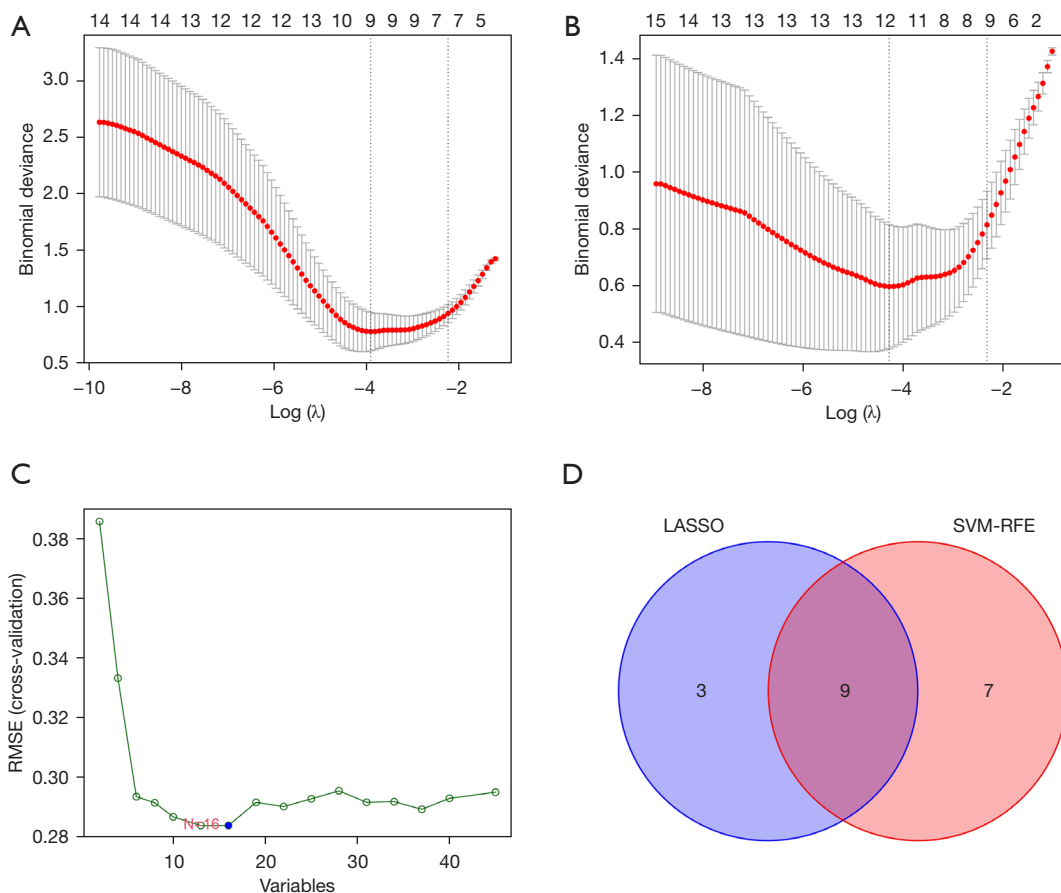 A
14 14 14 13 12 12 12 13 10 9 9 9 7 7 5
3.0
2.5
2.0
1.5
1.0
0.5
Binomial deviance
−10 −8 −6 −4 −2
Log (λ)
B
15 13 13 13 13 13 12 11 8 8 9 6 2
1.4
1.2
1.0
0.8
0.6
0.4
Binomial deviance
−8 −6 −4 −2
Log (λ)
C
0.38
0.36
0.34
0.32
0.30
0.28
RMSE (cross-validation)
N=16
10 20 30 40
Variables
D
LASSO SVM-RFE
3 9 7